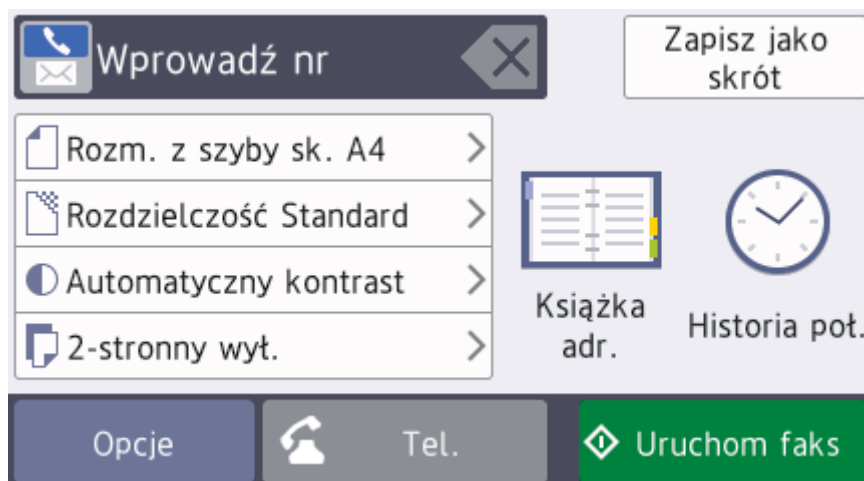 Wprowadź nr
Zapisz jako
skrót
Rozm. z szyby sk. A4
Rozdzielczość Standard
Automatyczny kontrast
2-stronny wył.
Książka
adr.
Historia poł.
Opcje
Tel.
Uruchom faks